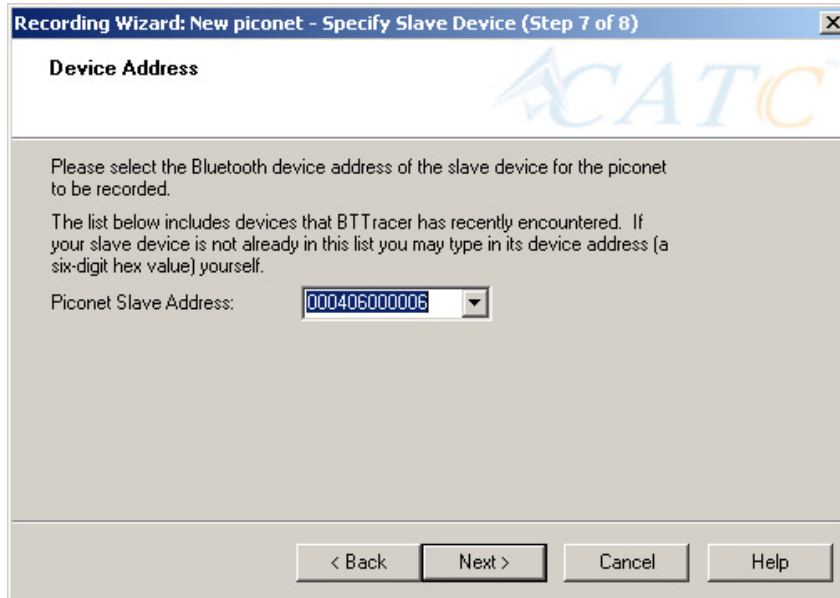 Recording Wizard: New piconet - Specify Slave Device (Step 7 of 8)
Device Address
CATC
Please select the Bluetooth device address of the slave device for the piconet
to be recorded.
The list below includes devices that BTTracer has recently encountered. If
your slave device is not already in this list you may type in its device address (a
six-digit hex value) yourself.
Piconet Slave Address: 000406000006
< Back Next > Cancel Help